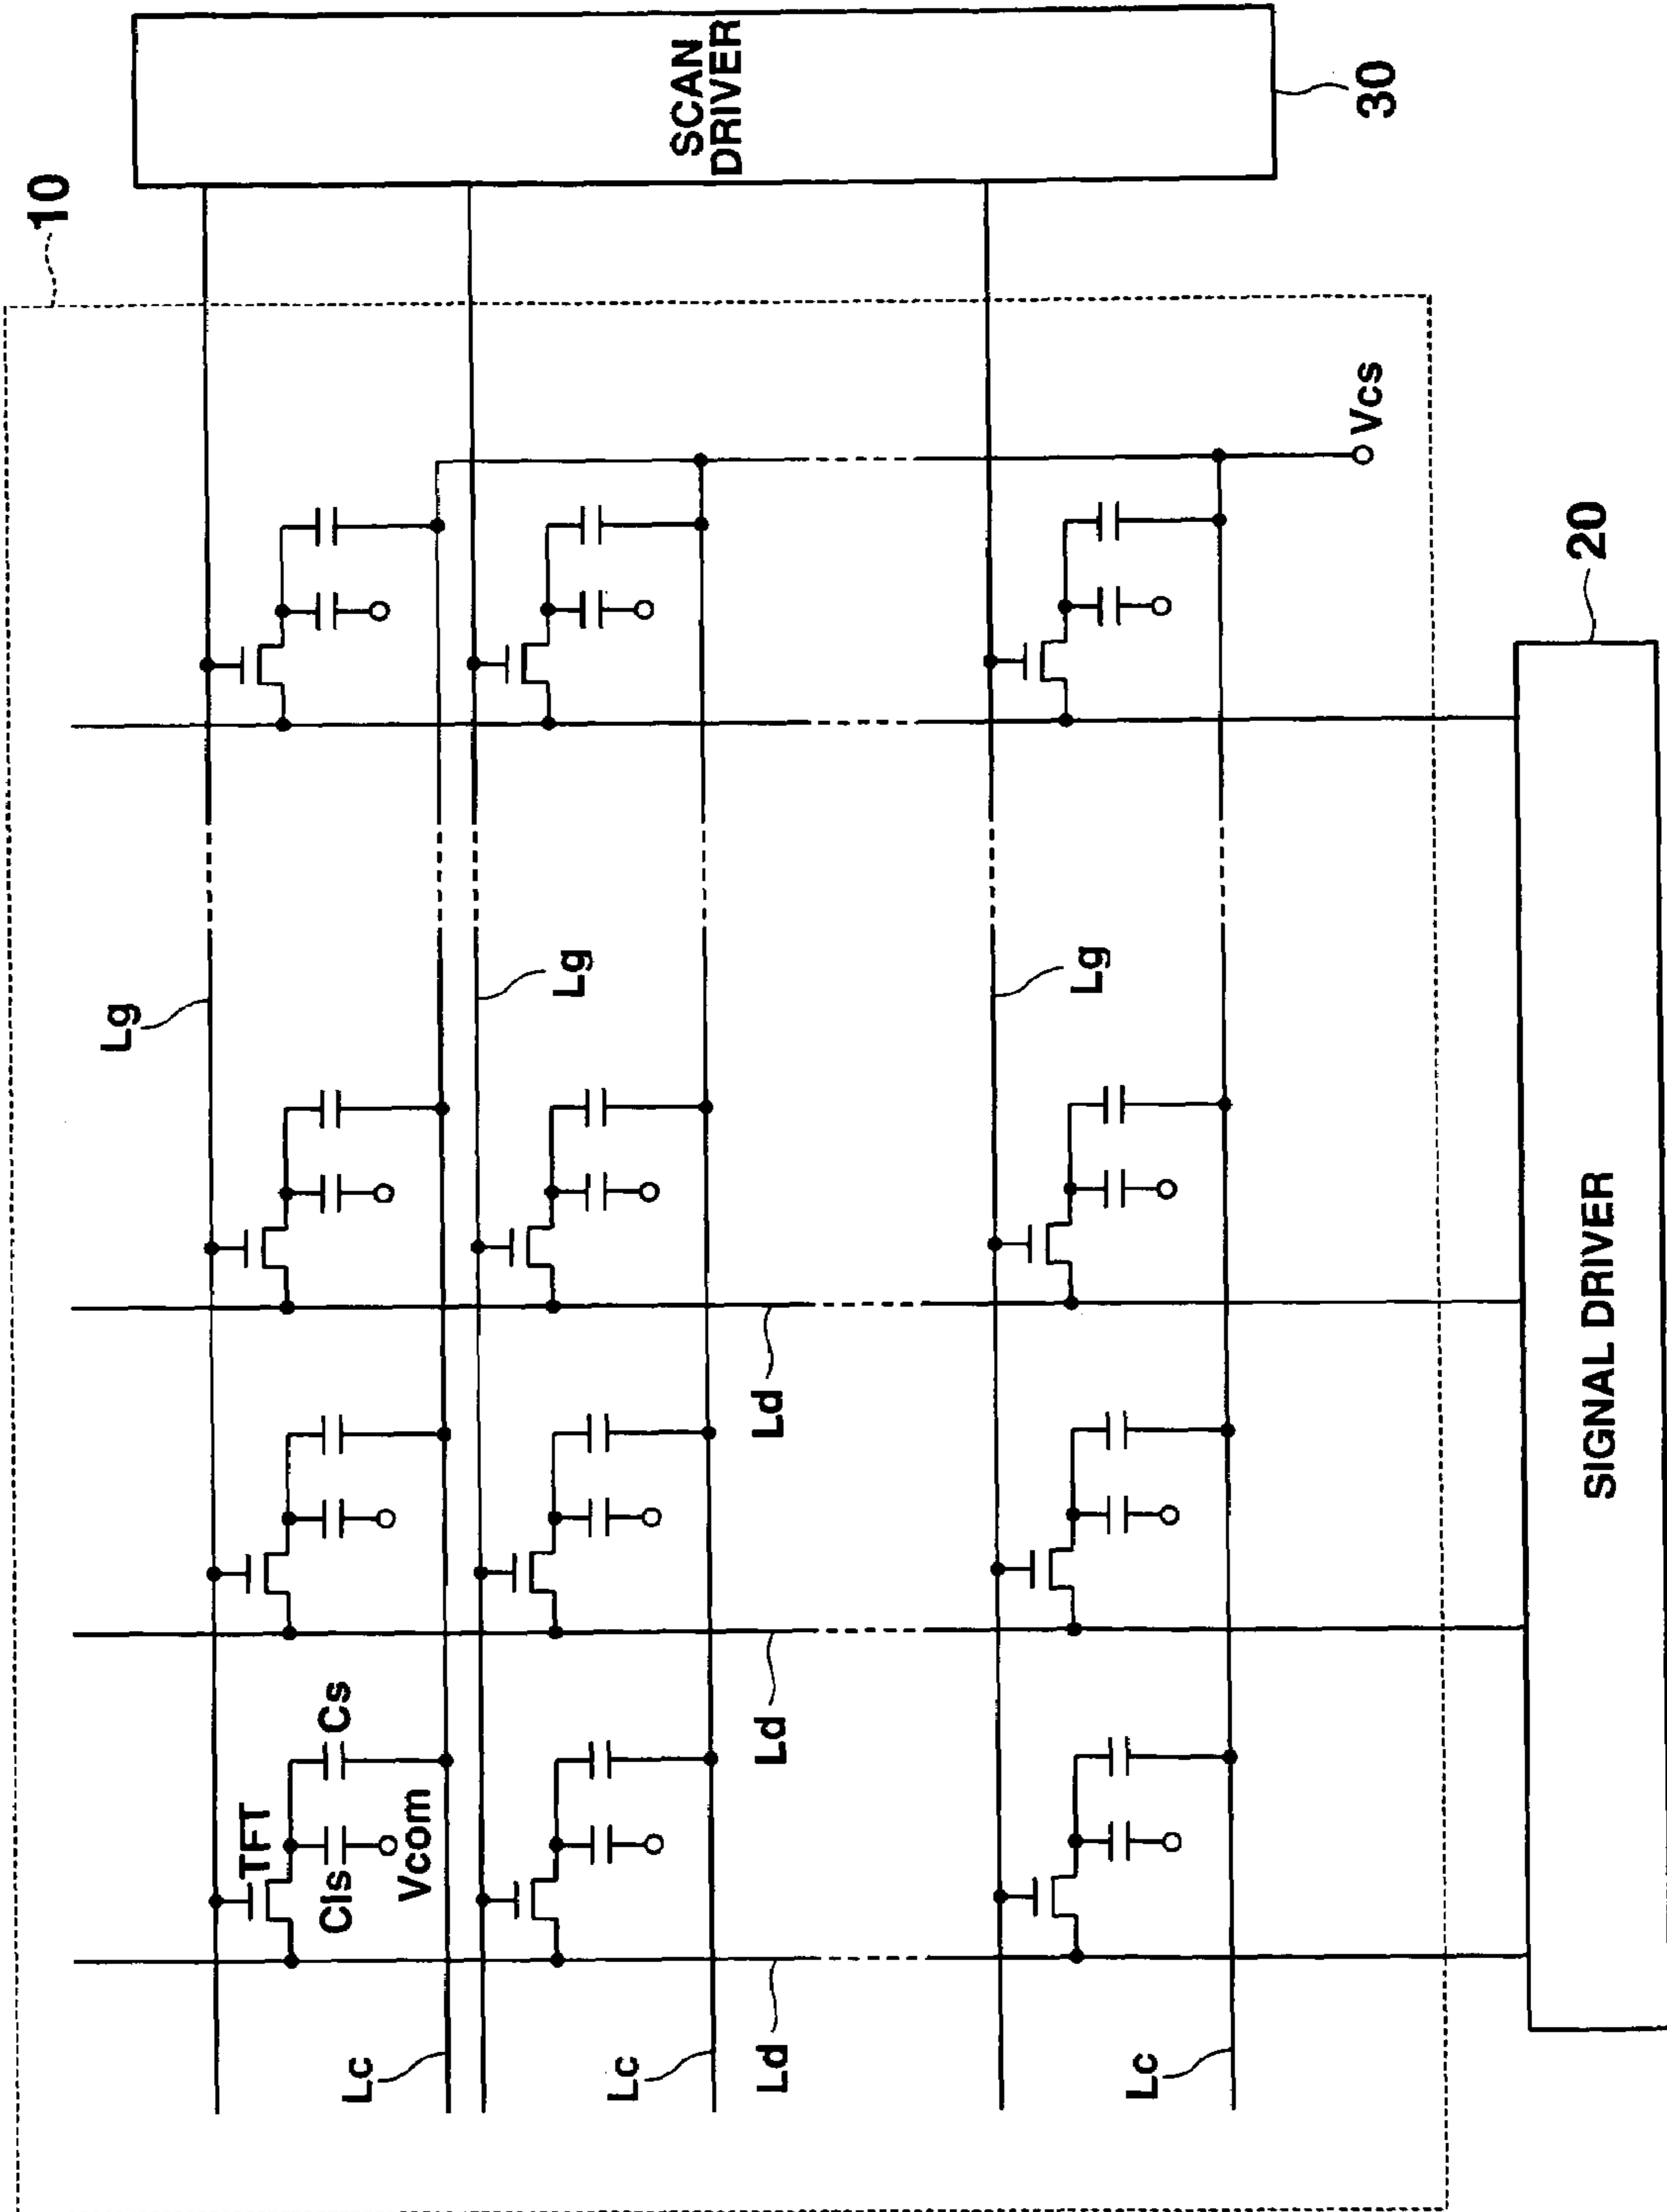 10
Lg
TFT
Cls
Cs
Lc
Vcom
Lg
Lc
SCAN
DRIVER
Ld
Ld
Ld
Lg
Lc
Vcs
30
20
SIGNAL DRIVER